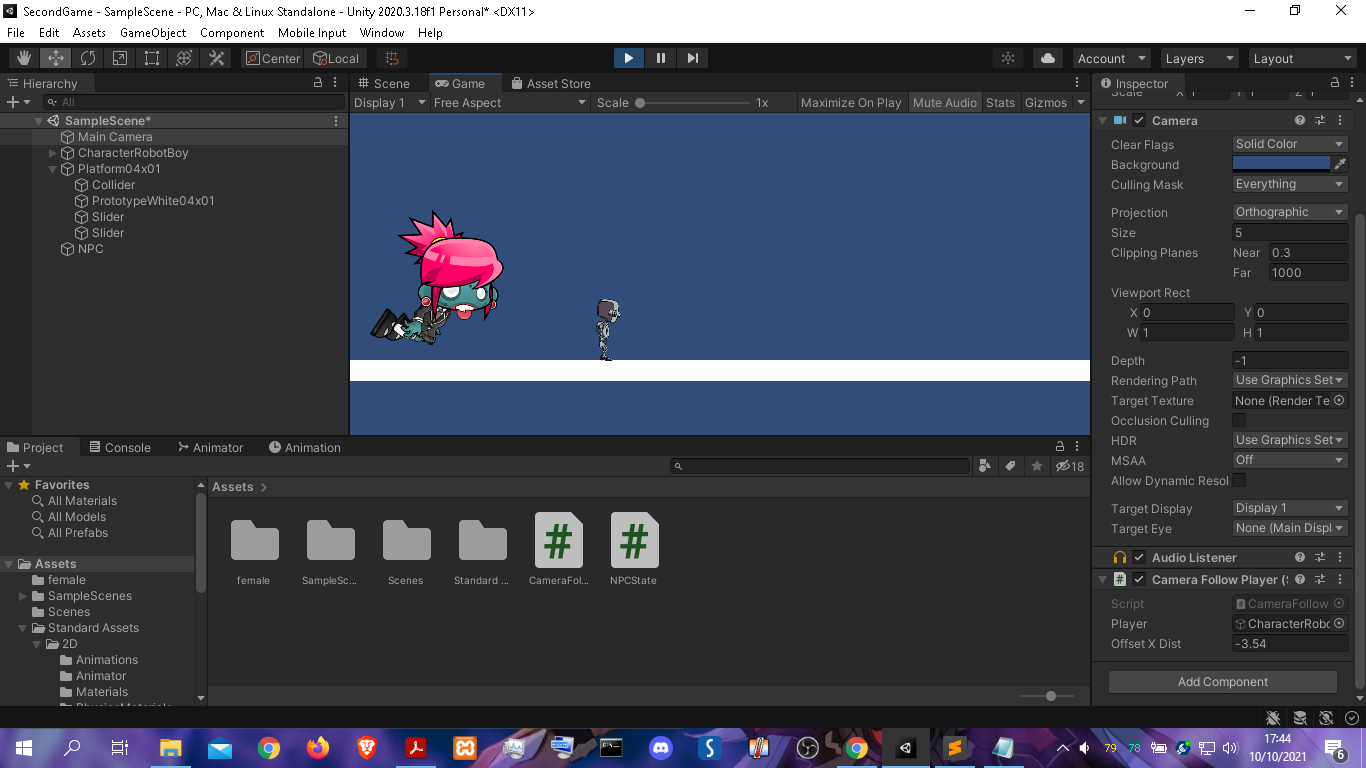 SecondGame - SampleScene - PC, Mac & Linux Standalone - Unity 2020.3.18f1 Personal* <DX11>
File Edit Assets GameObject Component Mobile Input Window Help
Center Local Account Layers Layout
Hierarchy
All
SampleScene*
Main Camera
CharacterRobotBoy
Platform04x01
Collider
PrototypeWhite04x01
Slider
Slider
NPC
Scene Game Asset Store
Display 1 Free Aspect Scale 1x Maximize On Play Mute Audio Stats Gizmos
Inspector
Scale X 1 Y 1 Z 1
Camera
Clear Flags Solid Color
Background
Culling Mask Everything
Projection Orthographic
Size 5
Clipping Planes Near 0.3
Far 1000
Viewport Rect
X 0 Y 0
W 1 H 1
Depth -1
Rendering Path Use Graphics Set
Target Texture None (Render Te
Occlusion Culling
HDR Use Graphics Set
MSAA Off
Allow Dynamic Resol
Target Display Display 1
Target Eye None (Main Displ
Audio Listener
Camera Follow Player (S
Script CameraFollow
Player CharacterRobo
Offset X Dist -3.54
Add Component
Project Console Animator Animation
18
Favorites
All Materials
All Models
All Prefabs
Assets
female
SampleScenes
Scenes
Standard Assets
2D
Animations
Animator
Materials
PhysicsMaterials
Assets
female SampleSc... Scenes Standard ... CameraFol... NPCState
79 78
17:44
10/10/2021
6